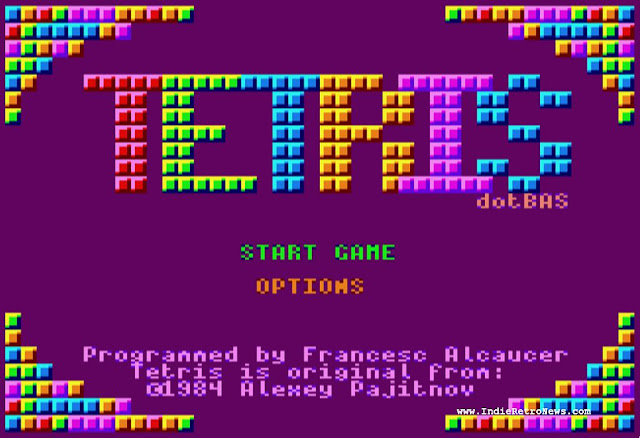 TETRIS
dotBAS
START GAME
OPTIONS
Programmed by Francesc Alcaucer
Tetris is original from:
@1984 Alexey Pajitnov
www.IndieRetroNews.com